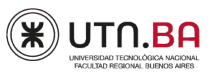 UTN.BA
UNIVERSIDAD TECNOLÓGICA NACIONAL
FACULTAD REGIONAL BUENOS AIRES